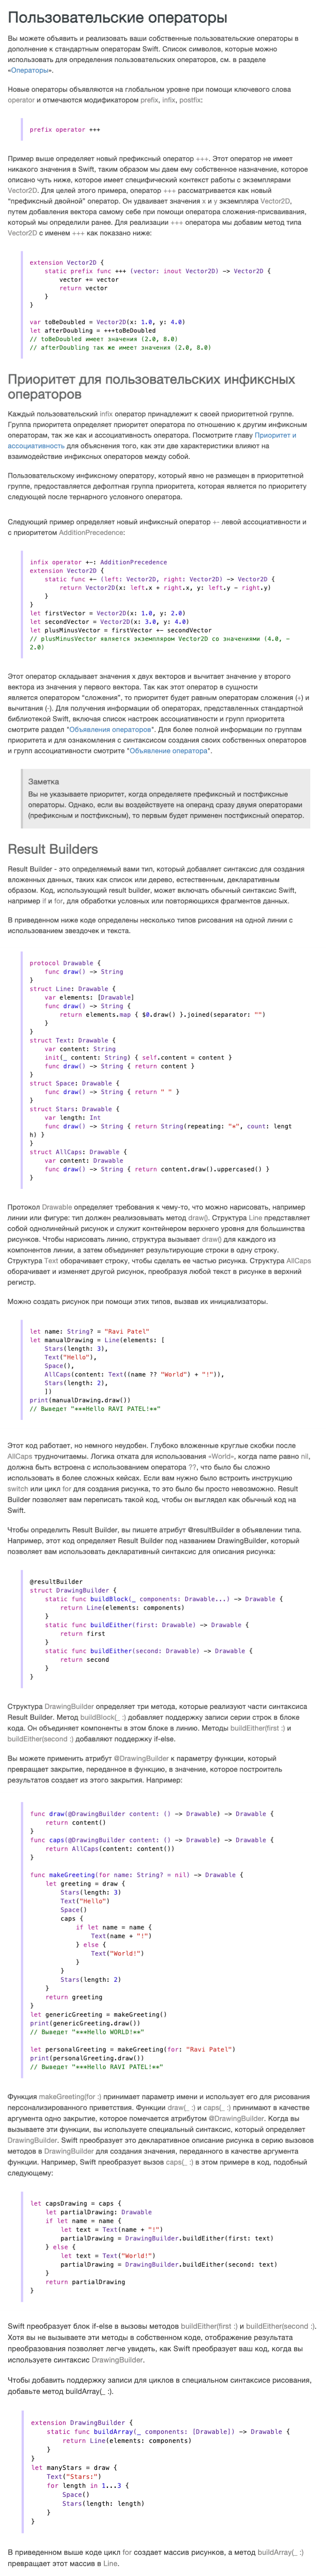 Пользовательские операторы
Вы можете объявить и реализовать ваши собственные пользовательские операторы в
дополнение к стандартным операторам Swift. Список символов, которые можно
использовать для определения пользовательских операторов, см. в разделе
«Операторы».
Новые операторы объявляются на глобальном уровне при помощи ключевого слова
operator и отмечаются модификатором prefix, infix, postfix:
prefix operator +++
Пример выше определяет новый префиксный оператор +++. Этот оператор не имеет
никакого значения в Swift, таким образом мы даем ему собственное назначение, которое
описано чуть ниже, которое имеет специфический контекст работы с экземплярами
Vector2D. Для целей этого примера, оператор +++ рассматривается как новый
“префиксный двойной” оператор. Он удваивает значения x и y экземпляра Vector2D,
путем добавления вектора самому себе при помощи оператора сложения-присваивания,
который мы определили ранее. Для реализации +++ оператора мы добавим метод типа
Vector2D с именем +++ как показано ниже:
extension Vector2D {
static prefix func +++ (vector: inout Vector2D) -> Vector2D {
vector += vector
return vector
}
}
var toBeDoubled = Vector2D(x: 1.0, y: 4.0)
let afterDoubling = +++toBeDoubled
// toBeDoubled имеет значения (2.0, 8.0)
// afterDoubling так же имеет значения (2.0, 8.0)
Приоритет для пользовательских инфиксных
операторов
Каждый пользовательский infix оператор принадлежит к своей приоритетной группе.
Группа приоритета определяет приоритет оператора по отношению к другим инфиксным
операторам, так же как и ассоциативность оператора. Посмотрите главу Приоритет и
ассоциативность для объяснения того, как эти две характеристики влияют на
взаимодействие инфиксных операторов между собой.
Пользовательскому инфиксному оператору, который явно не размещен в приоритетной
группе, предоставляется дефолтная группа приоритета, которая является по приоритету
следующей после тернарного условного оператора.
Следующий пример определяет новый инфиксный оператор +- левой ассоциативности и
с приоритетом AdditionPrecedence:
infix operator +-: AdditionPrecedence
extension Vector2D {
static func +- (left: Vector2D, right: Vector2D) -> Vector2D {
return Vector2D(x: left.x + right.x, y: left.y - right.y)
}
}
let firstVector = Vector2D(x: 1.0, y: 2.0)
let secondVector = Vector2D(x: 3.0, y: 4.0)
let plusMinusVector = firstVector +- secondVector
// plusMinusVector является экземпляром Vector2D со значениями (4.0, -
2.0)
Этот оператор складывает значения x двух векторов и вычитает значение y второго
вектора из значения y первого вектора. Так как этот оператор в сущности
является оператором “сложения”, то приоритет будет равным операторам сложения (+) и
вычитания (-). Для получения информации об операторах, представленных стандартной
библиотекой Swift, включая список настроек ассоциативности и групп приоритета
смотрите раздел "Объявления операторов". Для более полной информации по группам
приоритета и для ознакомления с синтаксисом создания своих собственных операторов
и групп ассоциативности смотрите "Объявление оператора".
Заметка
Вы не указываете приоритет, когда определяете префиксный и постфиксные
операторы. Однако, если вы воздействуете на операнд сразу двумя операторами
(префиксным и постфиксным), то первым будет применен постфиксный оператор.
Result Builders
Result Builder - это определяемый вами тип, который добавляет синтаксис для создания
вложенных данных, таких как список или дерево, естественным, декларативным
образом. Код, использующий result builder, может включать обычный синтаксис Swift,
например if и for, для обработки условных или повторяющихся фрагментов данных.
В приведенном ниже коде определены несколько типов рисования на одной линии с
использованием звездочек и текста.
protocol Drawable {
func draw() -> String
}
struct Line: Drawable {
var elements: [Drawable]
func draw() -> String {
return elements.map { $0.draw() }.joined(separator: "")
}
}
struct Text: Drawable {
var content: String
init(_ content: String) { self.content = content }
func draw() -> String { return content }
}
struct Space: Drawable {
func draw() -> String { return " " }
}
struct Stars: Drawable {
var length: Int
func draw() -> String { return String(repeating: "*", count: lengt
h) }
}
struct AllCaps: Drawable {
var content: Drawable
func draw() -> String { return content.draw().uppercased() }
}
Протокол Drawable определяет требования к чему-то, что можно нарисовать, например
линии или фигуре: тип должен реализовывать метод draw(). Структура Line представляет
собой однолинейный рисунок и служит контейнером верхнего уровня для большинства
рисунков. Чтобы нарисовать линию, структура вызывает draw() для каждого из
компонентов линии, а затем объединяет результирующие строки в одну строку.
Структура Text оборачивает строку, чтобы сделать ее частью рисунка. Структура AllCaps
оборачивает и изменяет другой рисунок, преобразуя любой текст в рисунке в верхний
регистр.
Можно создать рисунок при помощи этих типов, вызвав их инициализаторы.
let name: String? = "Ravi Patel"
let manualDrawing = Line(elements: [
Stars(length: 3),
Text("Hello"),
Space(),
AllCaps(content: Text((name ?? "World") + "!")),
Stars(length: 2),
])
print(manualDrawing.draw())
// Выведет "***Hello RAVI PATEL!**"
Этот код работает, но немного неудобен. Глубоко вложенные круглые скобки после
AllCaps трудночитаемы. Логика отката для использования «World», когда name равно nil,
должна быть встроена с использованием оператора ??, что было бы сложно
использовать в более сложных кейсах. Если вам нужно было встроить инструкцию
switch или цикл for для создания рисунка, то это было бы просто невозможно. Result
Builder позволяет вам переписать такой код, чтобы он выглядел как обычный код на
Swift.
Чтобы определить Result Builder, вы пишете атрибут @resultBuilder в объявлении типа.
Например, этот код определяет Result Builder под названием DrawingBuilder, который
позволяет вам использовать декларативный синтаксис для описания рисунка:
@resultBuilder
struct DrawingBuilder {
static func buildBlock(_ components: Drawable...) -> Drawable {
return Line(elements: components)
}
static func buildEither(first: Drawable) -> Drawable {
return first
}
static func buildEither(second: Drawable) -> Drawable {
return second
}
}
Структура DrawingBuilder определяет три метода, которые реализуют части синтаксиса
Result Builder. Метод buildBlock(_ :) добавляет поддержку записи серии строк в блоке
кода. Он объединяет компоненты в этом блоке в линию. Методы buildEither(first :) и
buildEither(second :) добавляют поддержку if-else.
Вы можете применить атрибут @DrawingBuilder к параметру функции, который
превращает закрытие, переданное в функцию, в значение, которое построитель
результатов создает из этого закрытия. Например:
func draw(@DrawingBuilder content: () -> Drawable) -> Drawable {
return content()
}
func caps(@DrawingBuilder content: () -> Drawable) -> Drawable {
return AllCaps(content: content())
}
func makeGreeting(for name: String? = nil) -> Drawable {
let greeting = draw {
Stars(length: 3)
Text("Hello")
Space()
caps {
if let name = name {
Text(name + "!")
} else {
Text("World!")
}
}
Stars(length: 2)
}
return greeting
}
let genericGreeting = makeGreeting()
print(genericGreeting.draw())
// Выведет "***Hello WORLD!**"
let personalGreeting = makeGreeting(for: "Ravi Patel")
print(personalGreeting.draw())
// Выведет "***Hello RAVI PATEL!**"
Функция makeGreeting(for :) принимает параметр имени и использует его для рисования
персонализированного приветствия. Функции draw(_ :) и caps(_ :) принимают в качестве
аргумента одно закрытие, которое помечается атрибутом @DrawingBuilder. Когда вы
вызываете эти функции, вы используете специальный синтаксис, который определяет
DrawingBuilder. Swift преобразует это декларативное описание рисунка в серию вызовов
методов в DrawingBuilder для создания значения, переданного в качестве аргумента
функции. Например, Swift преобразует вызов caps(_ :) в этом примере в код, подобный
следующему:
let capsDrawing = caps {
let partialDrawing: Drawable
if let name = name {
let text = Text(name + "!")
partialDrawing = DrawingBuilder.buildEither(first: text)
} else {
let text = Text("World!")
partialDrawing = DrawingBuilder.buildEither(second: text)
}
return partialDrawing
}
Swift преобразует блок if-else в вызовы методов buildEither(first :) и buildEither(second :).
Хотя вы не вызываете эти методы в собственном коде, отображение результата
преобразования позволяет легче увидеть, как Swift преобразует ваш код, когда вы
используете синтаксис DrawingBuilder.
Чтобы добавить поддержку записи для циклов в специальном синтаксисе рисования,
добавьте метод buildArray(_ :).
extension DrawingBuilder {
static func buildArray(_ components: [Drawable]) -> Drawable {
return Line(elements: components)
}
}
let manyStars = draw {
Text("Stars:")
for length in 1...3 {
Space()
Stars(length: length)
}
}
В приведенном выше коде цикл for создает массив рисунков, а метод buildArray(_ :)
превращает этот массив в Line.